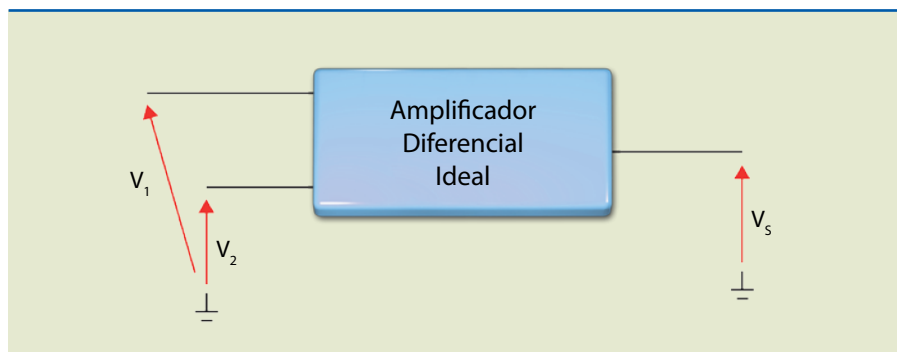 Amplificador
Diferencial
Ideal
V₁
V₂
Vₛ